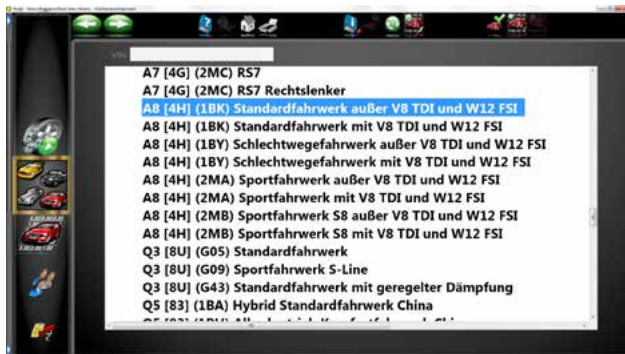 VIN:
A7 [4G] (2MC) RS7
A7 [4G] (2MC) RS7 Rechtslenker
A8 [4H] (1BK) Standardfahrwerk außer V8 TDI und W12 FSI
A8 [4H] (1BK) Standardfahrwerk mit V8 TDI und W12 FSI
A8 [4H] (1BY) Schlechtwegefahrwerk außer V8 TDI und W12 FSI
A8 [4H] (1BY) Schlechtwegefahrwerk mit V8 TDI und W12 FSI
A8 [4H] (2MA) Sportfahrwerk außer V8 TDI und W12 FSI
A8 [4H] (2MA) Sportfahrwerk mit V8 TDI und W12 FSI
A8 [4H] (2MB) Sportfahrwerk S8 außer V8 TDI und W12 FSI
A8 [4H] (2MB) Sportfahrwerk S8 mit V8 TDI und W12 FSI
Q3 [8U] (G05) Standardfahrwerk
Q3 [8U] (G09) Sportfahrwerk S-Line
Q3 [8U] (G43) Standardfahrwerk mit geregelter Dämpfung
Q5 [83] (1BA) Hybrid Standardfahrwerk China